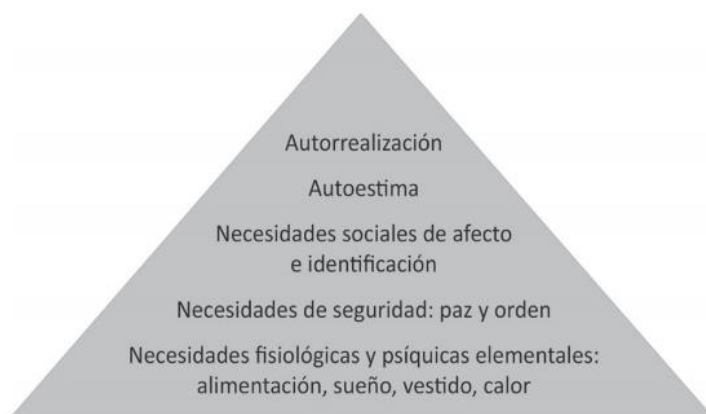 Autorrealización
Autoestima
Necesidades sociales de afecto
e identificación
Necesidades de seguridad: paz y orden
Necesidades fisiológicas y psíquicas elementales:
alimentación, sueño, vestido, calor